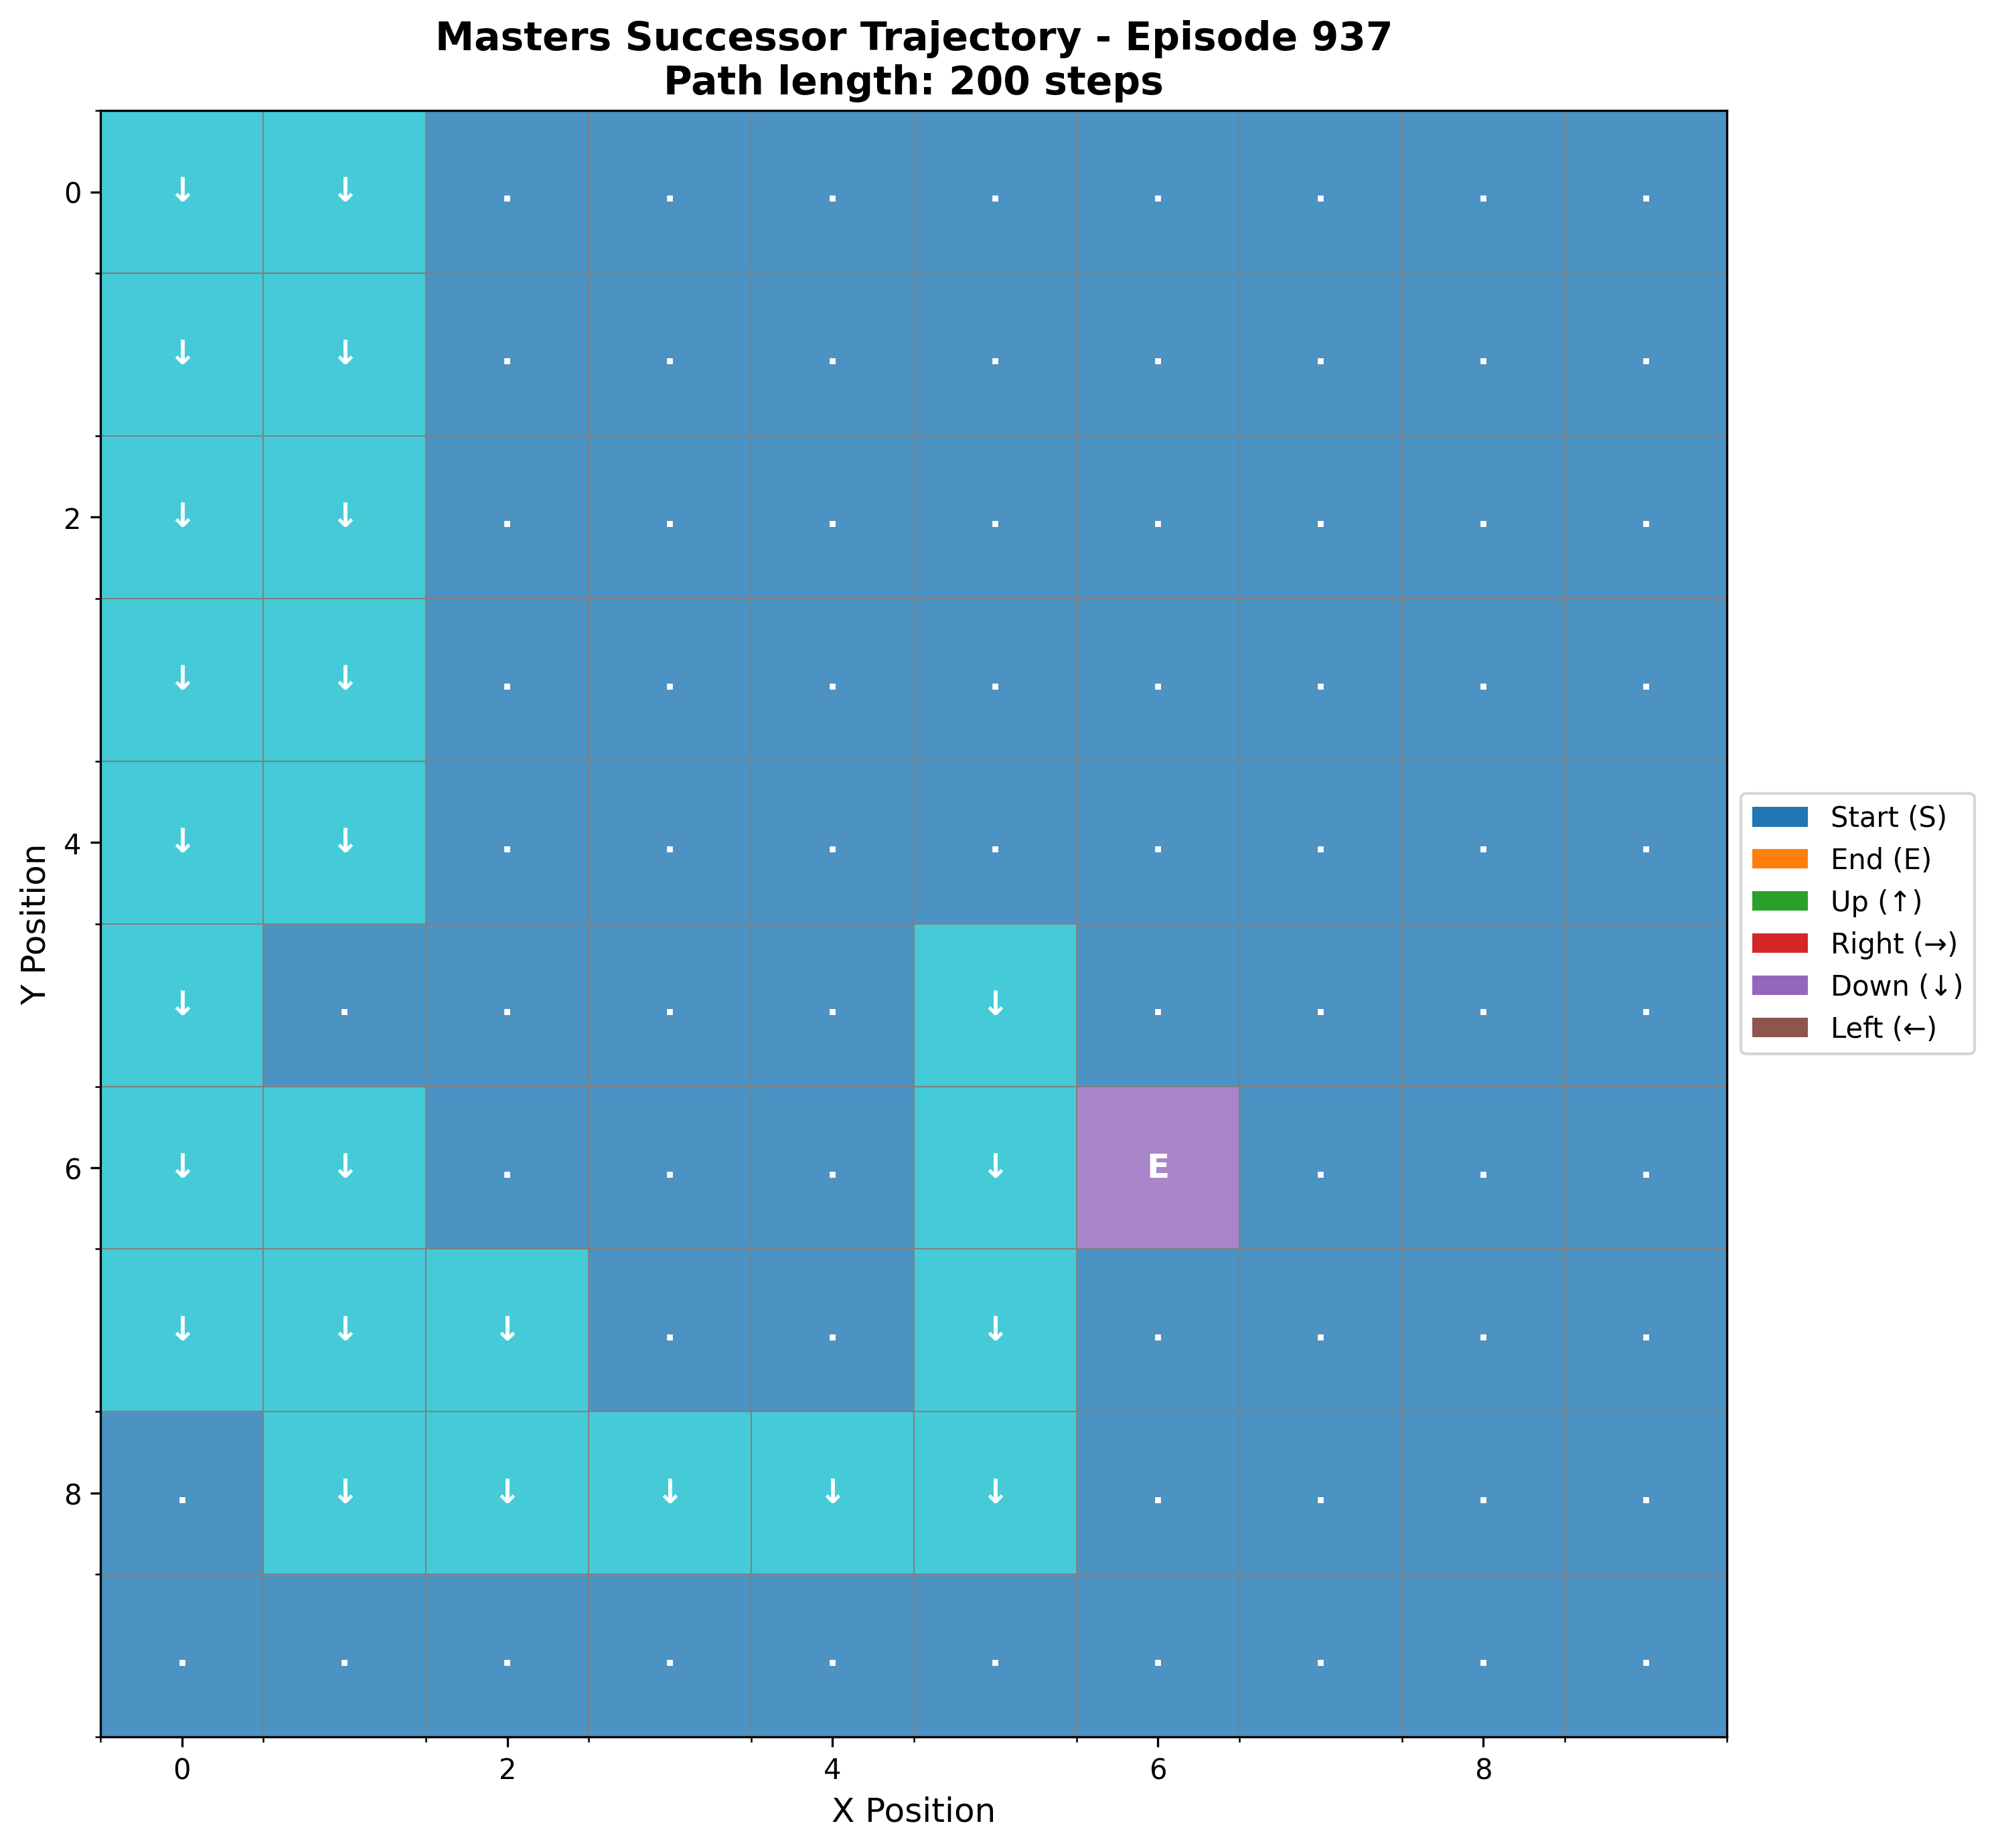 Masters Successor Trajectory - Episode 937
Path length: 200 steps
0 ↓ ↓ . . . . . . . .
↓ ↓ . . . . . . . .
2 ↓ ↓ . . . . . . . .
↓ ↓ . . . . . . . .
4 ↓ ↓ . . . . . . . .
↓ . . . . ↓ . . . .
6 ↓ ↓ . . . ↓ E . . .
↓ ↓ ↓ . . ↓ . . . .
8 . ↓ ↓ ↓ ↓ ↓ . . . .
. . . . . . . . . .
0 2 4 6 8
X Position
Y Position
Start (S)
End (E)
Up (↑)
Right (→)
Down (↓)
Left (←)